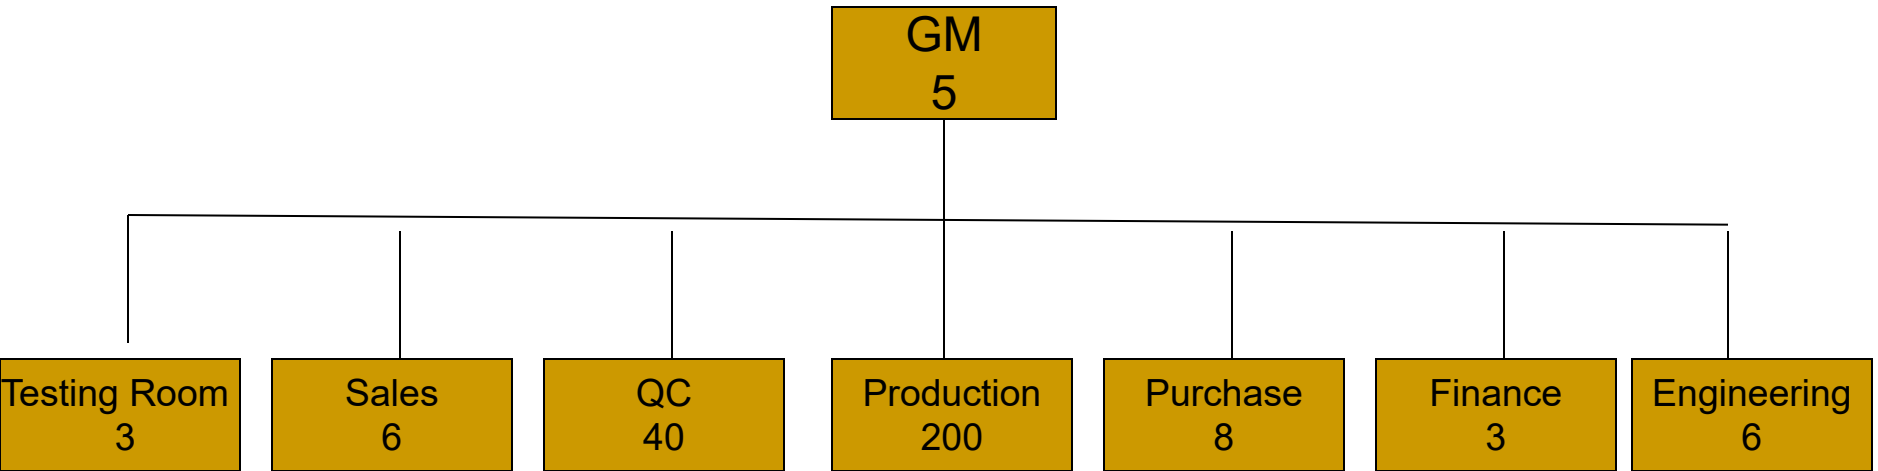 GM
5
Testing Room
3
Sales
6
QC
40
Production
200
Purchase
8
Finance
3
Engineering
6